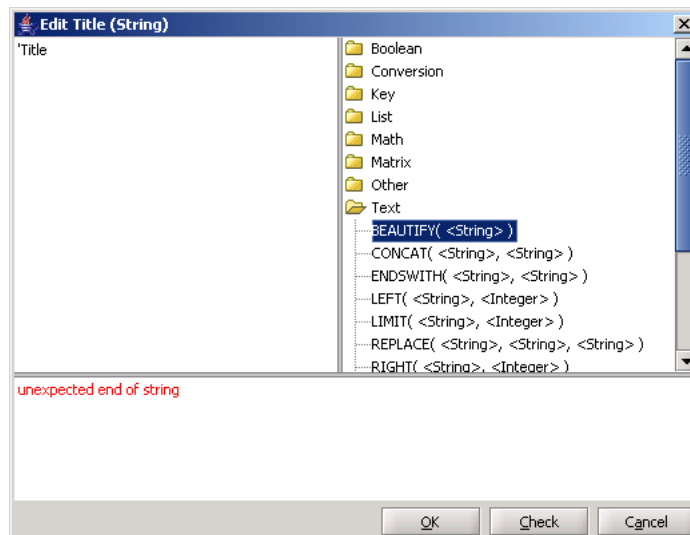 Edit Title (String)
'Title
Boolean
Conversion
Key
List
Math
Matrix
Other
Text
BEAUTIFY( <String> )
CONCAT( <String>, <String> )
ENDSWITH( <String>, <String> )
LEFT( <String>, <Integer> )
LIMIT( <String>, <Integer> )
REPLACE( <String>, <String>, <String> )
RIGHT( <String>, <Integer> )
unexpected end of string
OK
Check
Cancel